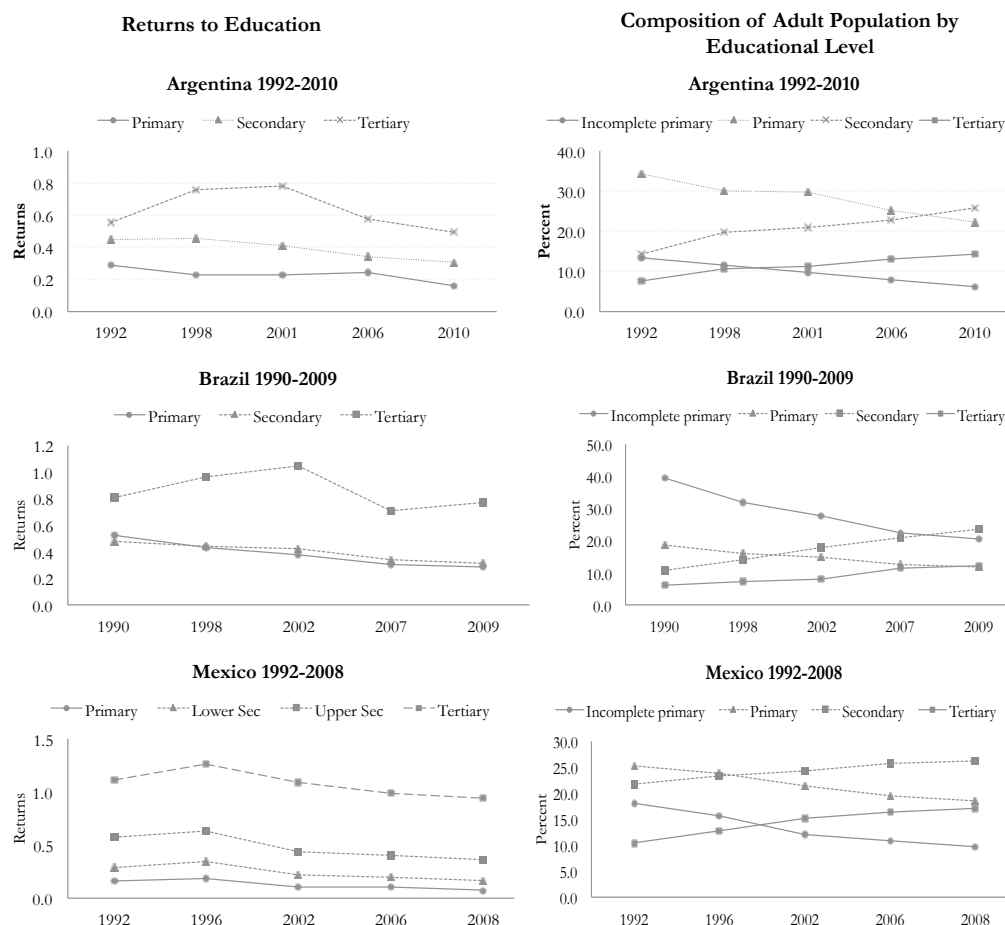 Returns to Education
Composition of Adult Population by
Educational Level
Argentina 1992-2010
Primary Secondary Tertiary
Returns
1.0
0.8
0.6
0.4
0.2
0.0
1992 1998 2001 2006 2010
Argentina 1992-2010
Incomplete primary Primary Secondary Tertiary
Percent
40.0
30.0
20.0
10.0
0.0
1992 1998 2001 2006 2010
Brazil 1990-2009
Primary Secondary Tertiary
Returns
1.2
1.0
0.8
0.6
0.4
0.2
0.0
1990 1998 2002 2007 2009
Brazil 1990-2009
Incomplete primary Primary Secondary Tertiary
Percent
50.0
40.0
30.0
20.0
10.0
0.0
1990 1998 2002 2007 2009
Mexico 1992-2008
Primary Lower Sec Upper Sec Tertiary
Returns
1.5
1.0
0.5
0.0
1992 1996 2002 2006 2008
Mexico 1992-2008
Incomplete primary Primary Secondary Tertiary
Percent
30.0
25.0
20.0
15.0
10.0
5.0
0.0
1992 1996 2002 2006 2008